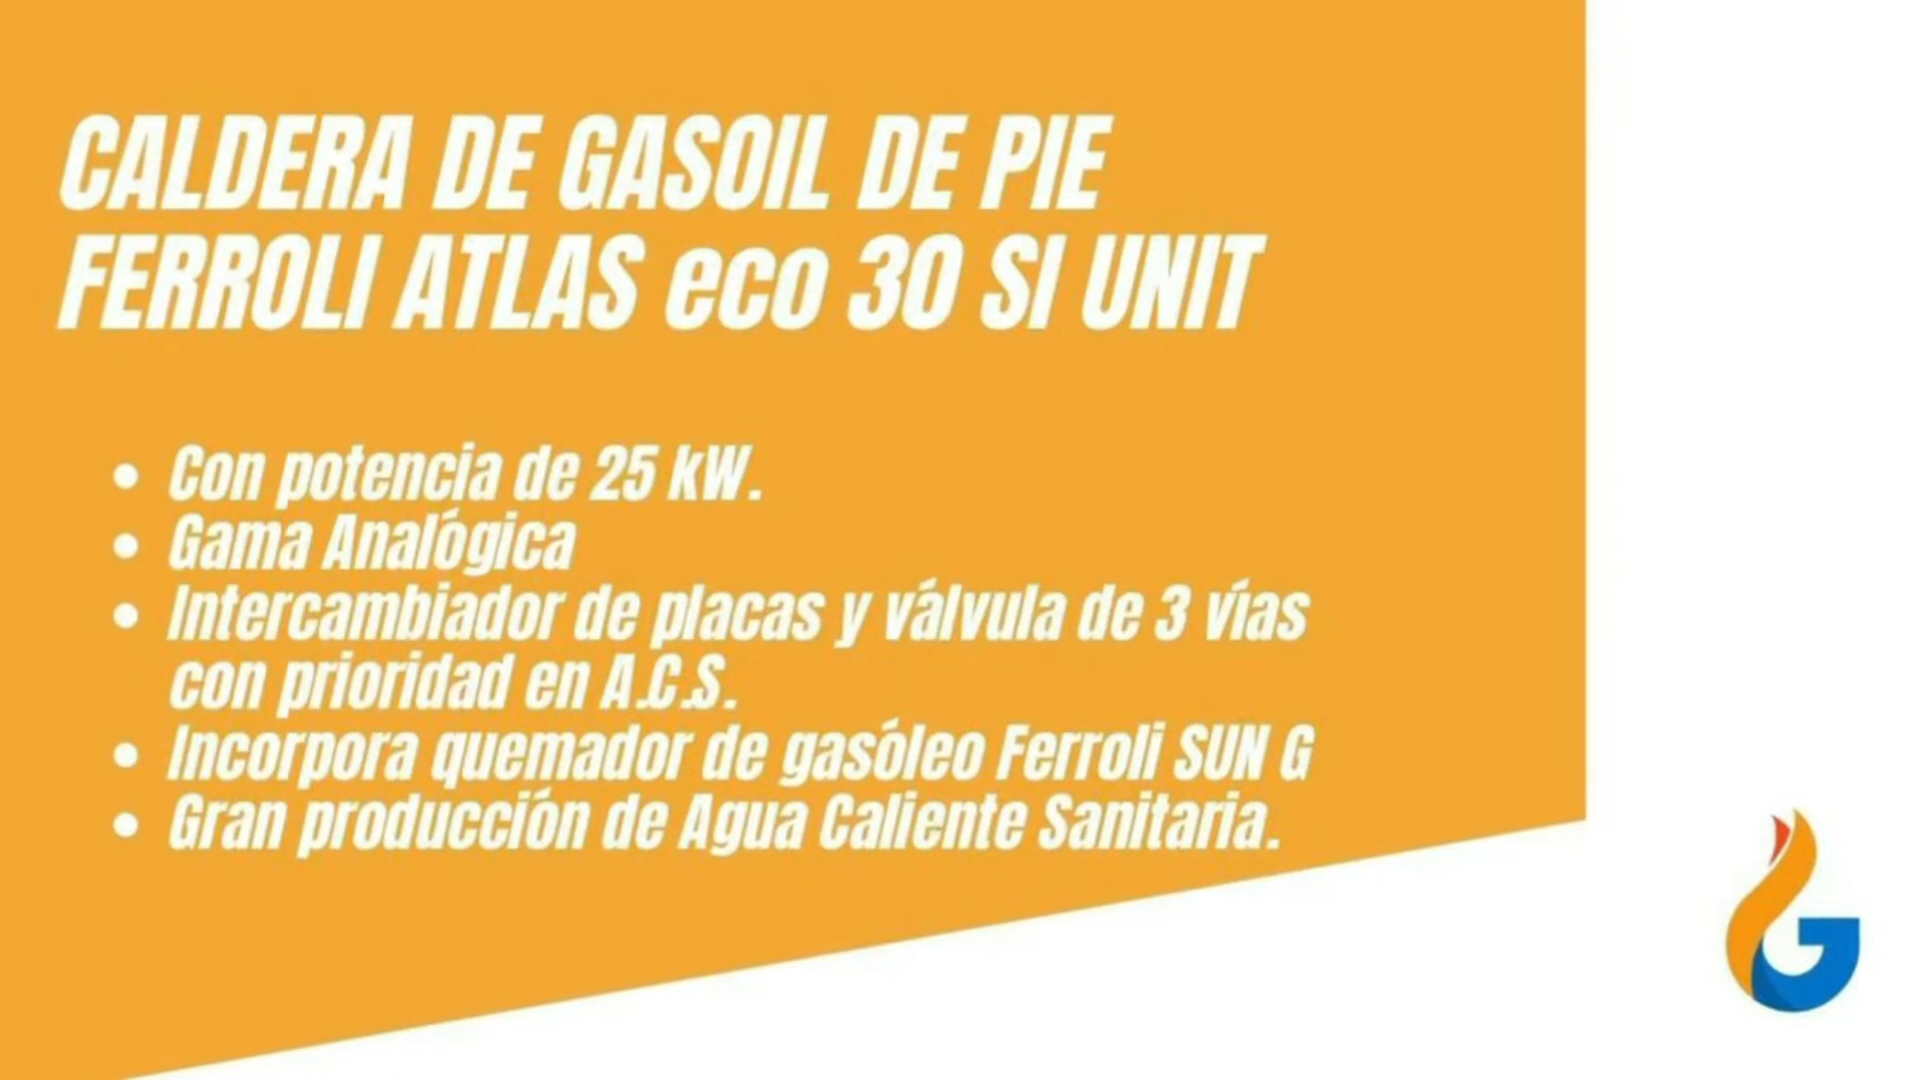 CALDERA DE GASOIL DE PIE
FERROLI ATLAS eco 30 SI UNIT
• Con potencia de 25 kW.
• Gama Analógica
• Intercambiador de placas y válvula de 3 vías
con prioridad en A.C.S.
• Incorpora quemador de gasóleo Ferroli SUN G
• Gran producción de Agua Caliente Sanitaria.
G